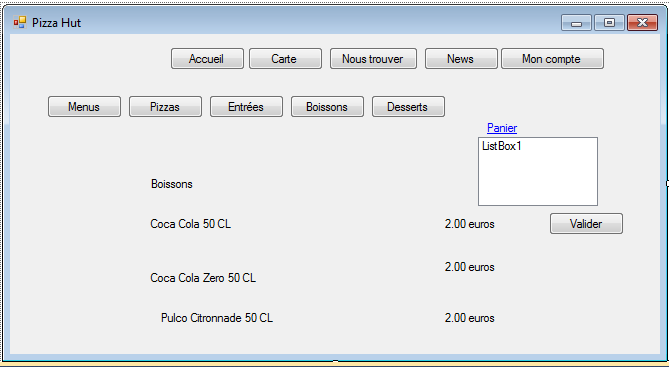 Pizza Hut
Accueil Carte Nous trouver News Mon compte
Menus Pizzas Entrées Boissons Desserts
Panier
ListBox1
Boissons
Coca Cola 50 CL 2.00 euros Valider
2.00 euros
Coca Cola Zero 50 CL
Pulco Citronnade 50 CL 2.00 euros